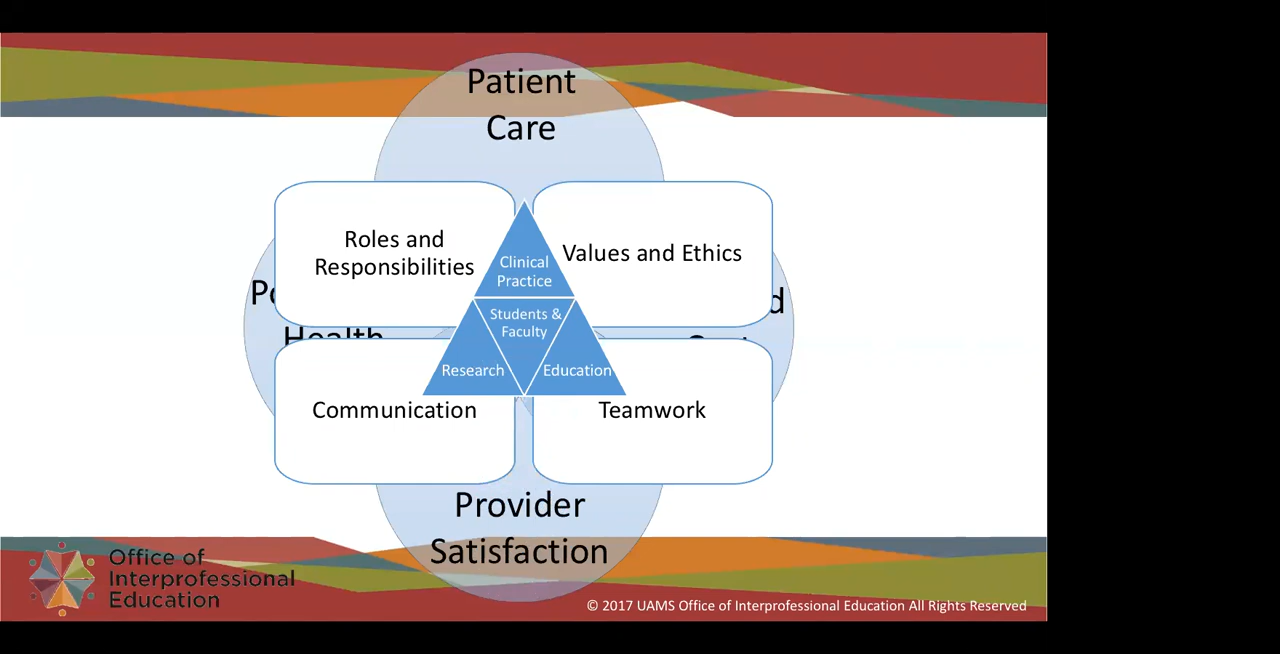 Patient
Care
Roles and
Responsibilities
Values and Ethics
Clinical
Practice
Students &
Faculty
Health
Research
Education
Communication
Teamwork
Provider
Satisfaction
Office of
Interprofessional
Education
© 2017 UAMS Office of Interprofessional Education All Rights Reserved